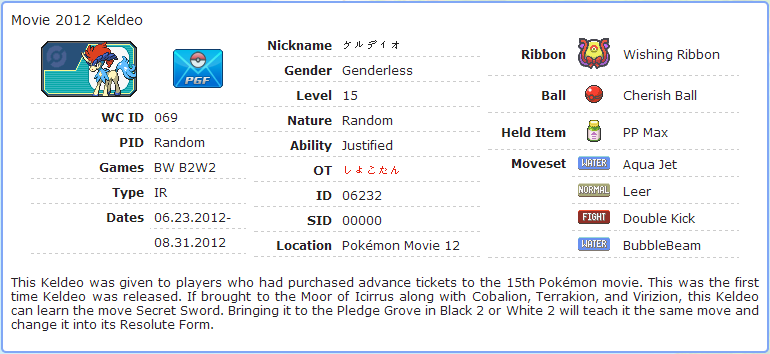 Movie 2012 Keldeo
PGF
WC ID 069
PID Random
Games BW B2W2
Type IR
Dates 06.23.2012-
08.31.2012
Nickname ケルディオ
Gender Genderless
Level 15
Nature Random
Ability Justified
OT しょこたん
ID 06232
SID 00000
Location Pokémon Movie 12
Ribbon Wishing Ribbon
Ball Cherish Ball
Held Item PP Max
Moveset WATER Aqua Jet
NORMAL Leer
FIGHT Double Kick
WATER BubbleBeam
This Keldeo was given to players who had purchased advance tickets to the 15th Pokémon movie. This was the first
time Keldeo was released. If brought to the Moor of Icirrus along with Cobalion, Terrakion, and Virizion, this Keldeo
can learn the move Secret Sword. Bringing it to the Pledge Grove in Black 2 or White 2 will teach it the same move and
change it into its Resolute Form.